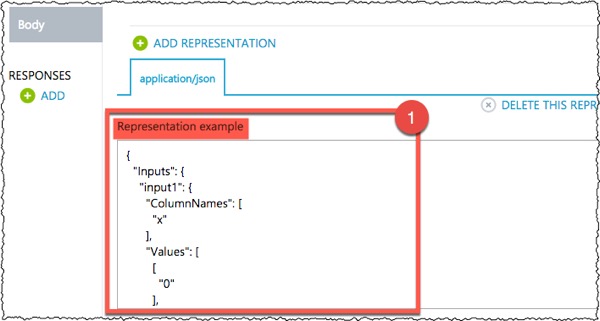 Body
ADD REPRESENTATION
RESPONSES
ADD
application/json
DELETE THIS REPR
1
Representation example
{
"Inputs": {
"input1": {
"ColumnNames": [
"x"
],
"Values": [
[
"0"
],